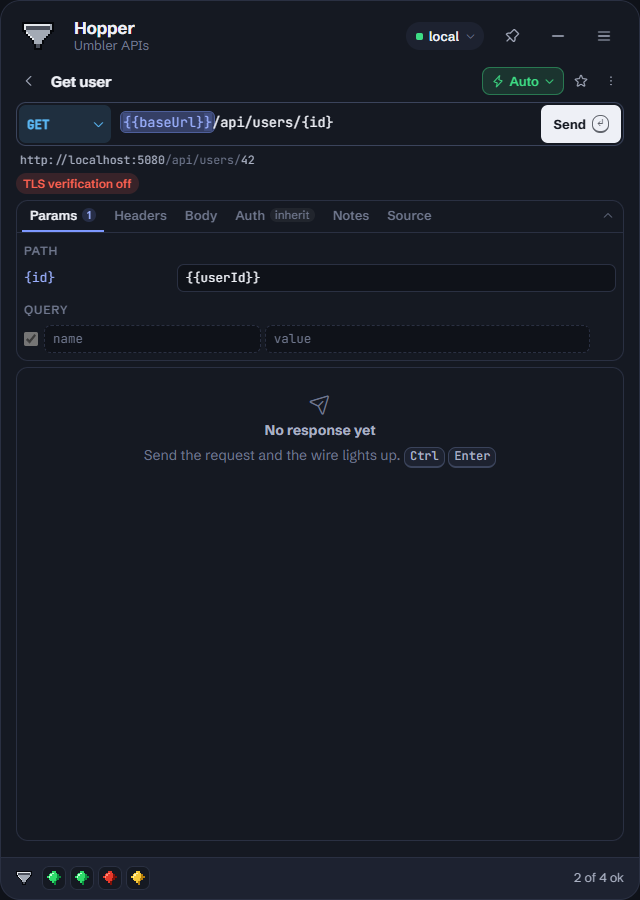 Hopper
Umbler APIs
local
Get user
Auto
GET
{{baseUrl}}/api/users/{id}
Send
http://localhost:5080/api/users/42
TLS verification off
Params 1 Headers Body Auth inherit Notes Source
PATH
{id} {{userId}}
QUERY
name value
No response yet
Send the request and the wire lights up. Ctrl Enter
2 of 4 ok